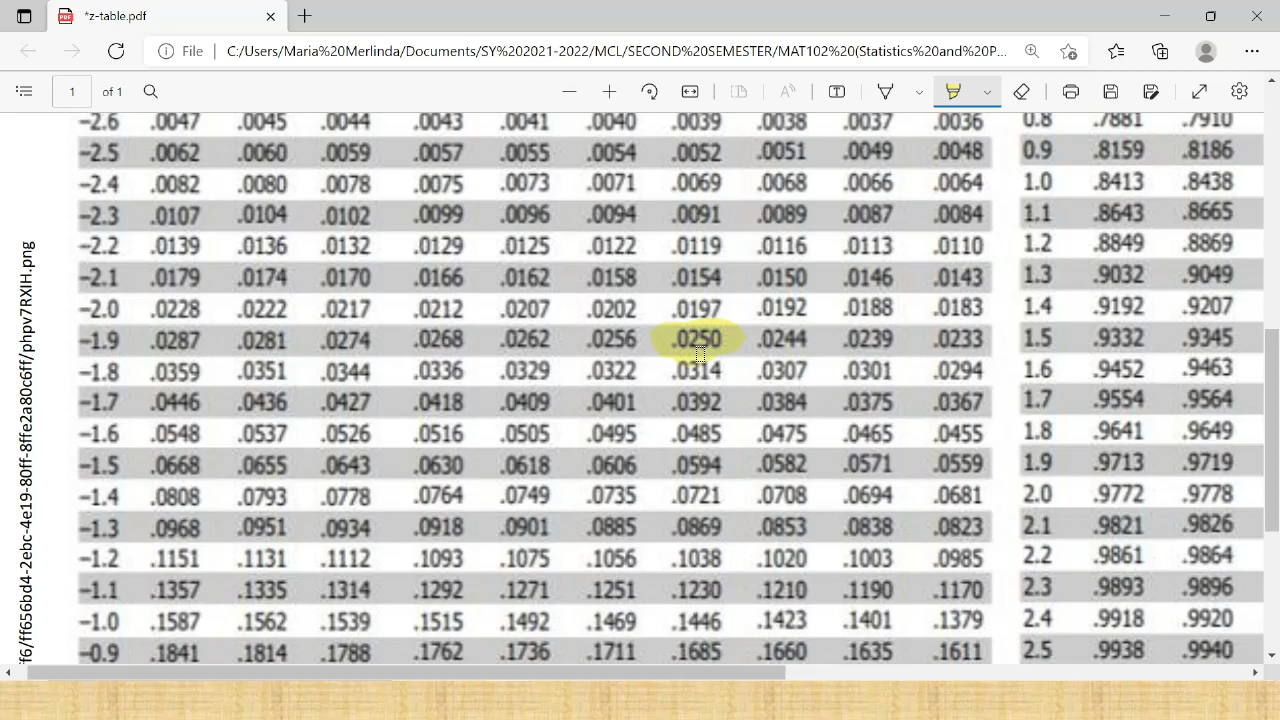 *z-table.pdf
File C:/Users/Maria%20Merlinda/Documents/SY%202021-2022/MCL/SECOND%20SEMESTER/MAT102%20(Statistics%20and%20P...
1 of 1
−2.6 .0047 .0045 .0044 .0043 .0041 .0040 .0039 .0038 .0037 .0036 0.8 .7881 .7910
−2.5 .0062 .0060 .0059 .0057 .0055 .0054 .0052 .0051 .0049 .0048 0.9 .8159 .8186
−2.4 .0082 .0080 .0078 .0075 .0073 .0071 .0069 .0068 .0066 .0064 1.0 .8413 .8438
−2.3 .0107 .0104 .0102 .0099 .0096 .0094 .0091 .0089 .0087 .0084 1.1 .8643 .8665
−2.2 .0139 .0136 .0132 .0129 .0125 .0122 .0119 .0116 .0113 .0110 1.2 .8849 .8869
−2.1 .0179 .0174 .0170 .0166 .0162 .0158 .0154 .0150 .0146 .0143 1.3 .9032 .9049
−2.0 .0228 .0222 .0217 .0212 .0207 .0202 .0197 .0192 .0188 .0183 1.4 .9192 .9207
−1.9 .0287 .0281 .0274 .0268 .0262 .0256 .0250 .0244 .0239 .0233 1.5 .9332 .9345
−1.8 .0359 .0351 .0344 .0336 .0329 .0322 .0314 .0307 .0301 .0294 1.6 .9452 .9463
−1.7 .0446 .0436 .0427 .0418 .0409 .0401 .0392 .0384 .0375 .0367 1.7 .9554 .9564
−1.6 .0548 .0537 .0526 .0516 .0505 .0495 .0485 .0475 .0465 .0455 1.8 .9641 .9649
−1.5 .0668 .0655 .0643 .0630 .0618 .0606 .0594 .0582 .0571 .0559 1.9 .9713 .9719
−1.4 .0808 .0793 .0778 .0764 .0749 .0735 .0721 .0708 .0694 .0681 2.0 .9772 .9778
−1.3 .0968 .0951 .0934 .0918 .0901 .0885 .0869 .0853 .0838 .0823 2.1 .9821 .9826
−1.2 .1151 .1131 .1112 .1093 .1075 .1056 .1038 .1020 .1003 .0985 2.2 .9861 .9864
−1.1 .1357 .1335 .1314 .1292 .1271 .1251 .1230 .1210 .1190 .1170 2.3 .9893 .9896
−1.0 .1587 .1562 .1539 .1515 .1492 .1469 .1446 .1423 .1401 .1379 2.4 .9918 .9920
−0.9 .1841 .1814 .1788 .1762 .1736 .1711 .1685 .1660 .1635 .1611 2.5 .9938 .9940
f6/ff656bd4-2ebc-4e19-80ff-8ffe2a80c6ff/phpv7RXIH.png